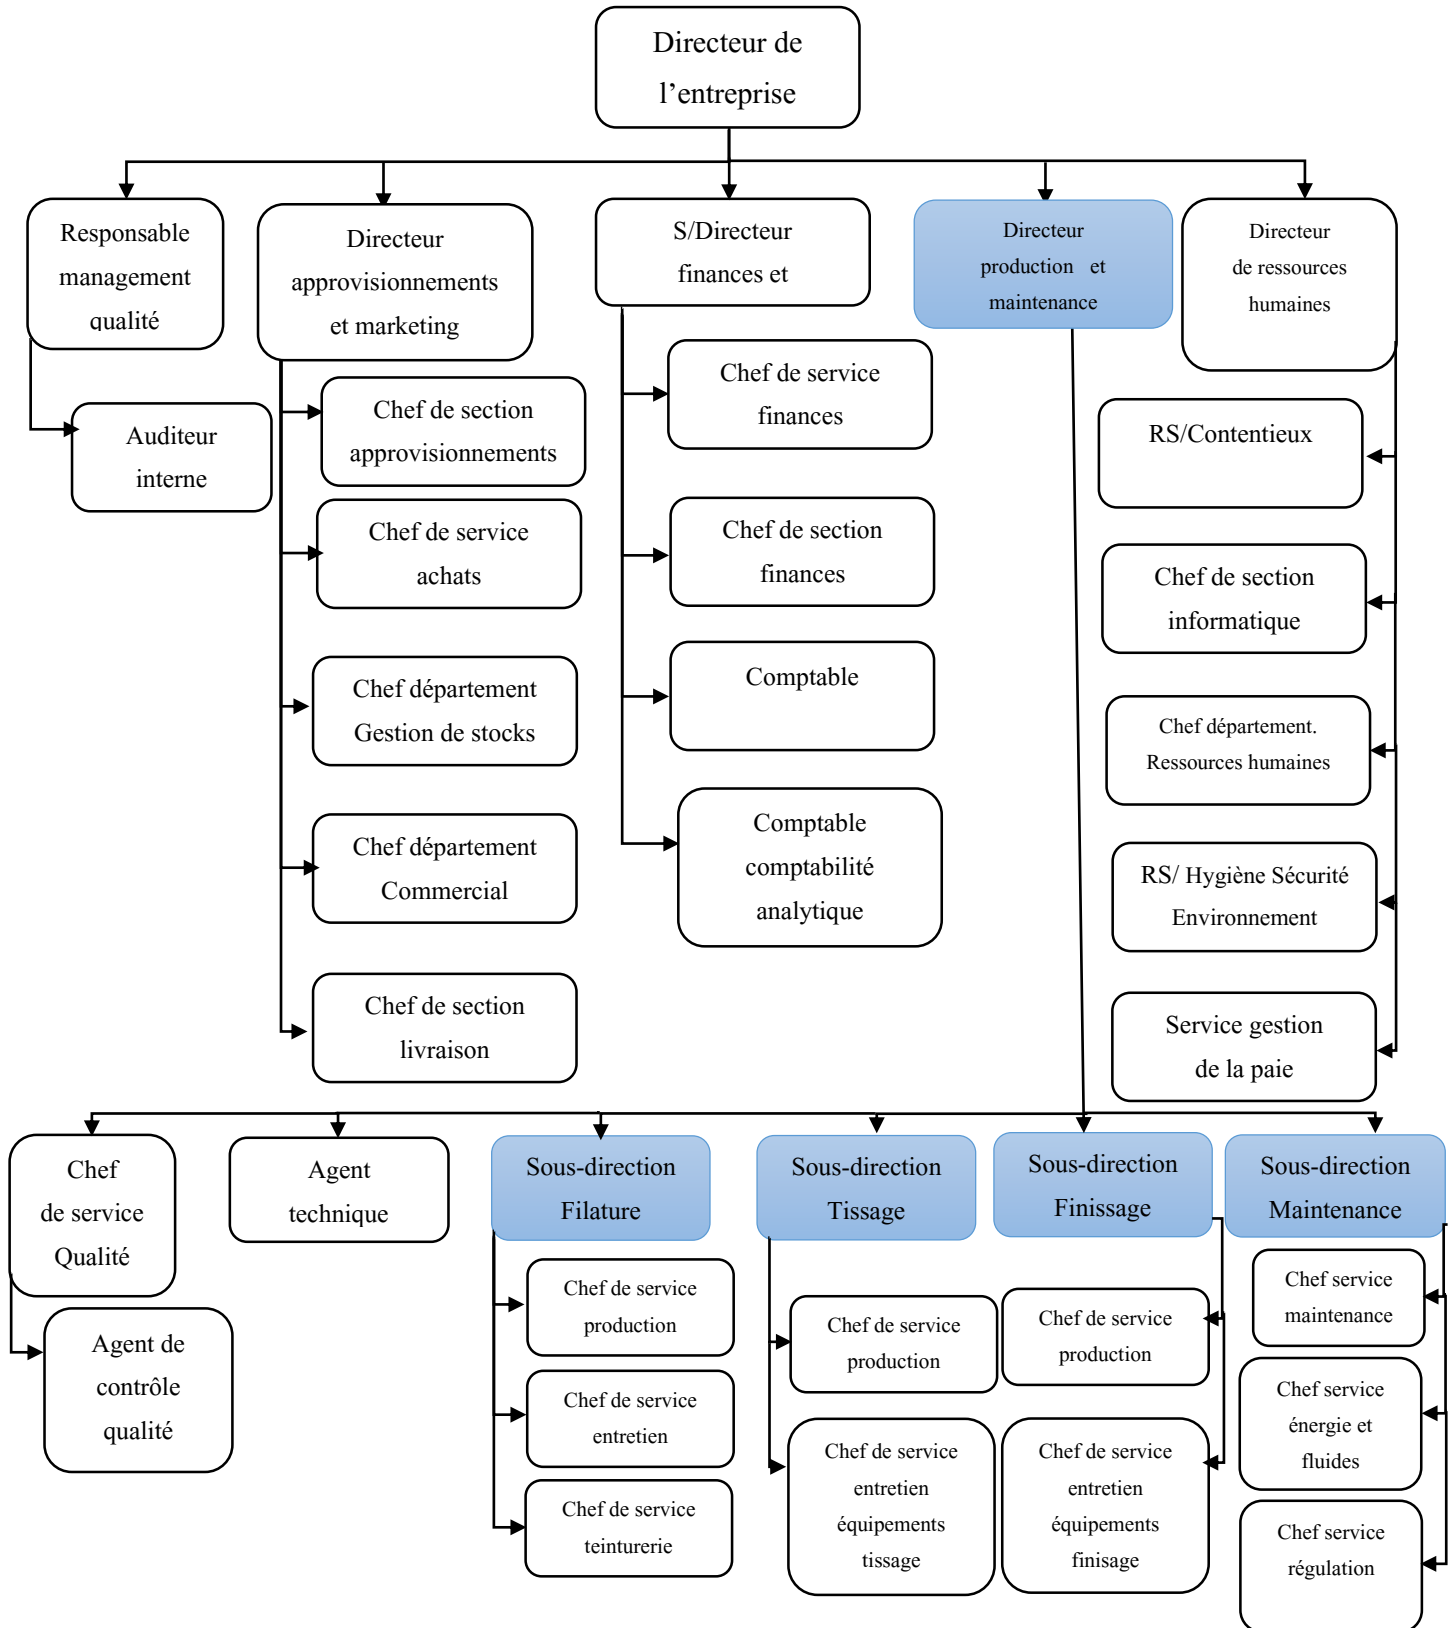 Directeur de
l’entreprise
Responsable
management
qualité
Directeur
approvisionnements
et marketing
S/Directeur
finances et
Directeur
production et
maintenance
Directeur
de ressources
humaines
Auditeur
interne
Chef de section
approvisionnements
Chef de service
achats
Chef département
Gestion de stocks
Chef département
Commercial
Chef de section
livraison
Chef de service
finances
Chef de section
finances
Comptable
Comptable
comptabilité
analytique
RS/Contentieux
Chef de section
informatique
Chef département.
Ressources humaines
RS/ Hygiène Sécurité
Environnement
Service gestion
de la paie
Chef
de service
Qualité
Agent de
contrôle
qualité
Agent
technique
Sous-direction
Filature
Chef de service
production
Chef de service
entretien
Chef de service
teinturerie
Sous-direction
Tissage
Chef de service
production
Chef de service
entretien
équipements
tissage
Sous-direction
Finissage
Chef de service
production
Chef de service
entretien
équipements
finisage
Sous-direction
Maintenance
Chef service
maintenance
Chef service
énergie et
fluides
Chef service
régulation